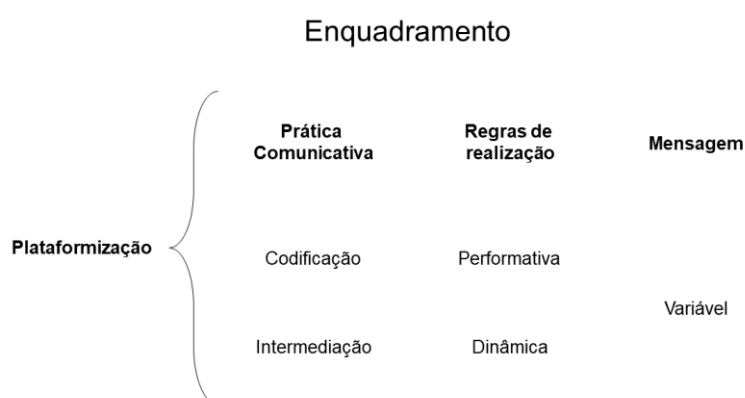 Enquadramento
Prática
Comunicativa
Regras de
realização
Mensagem
Plataformização
Codificação
Performativa
Variável
Intermediação
Dinâmica